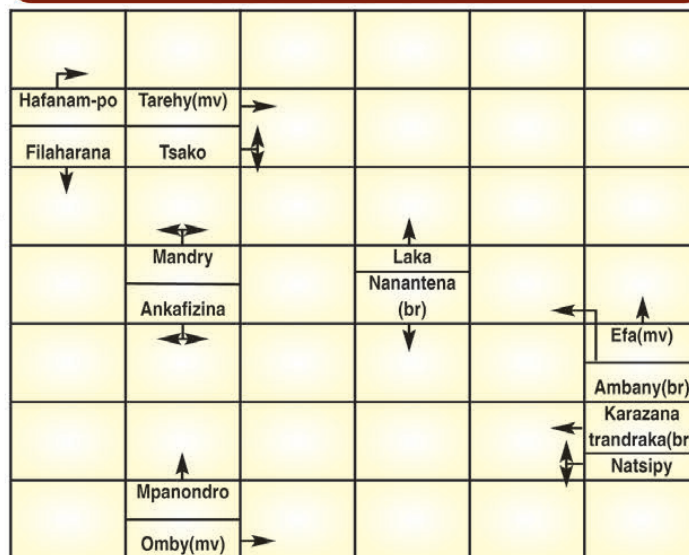 Hafanam-po
Tarehy(mv)
Filaharana
Tsako
Mandry
Laka
Nanantena
(br)
Ankafizina
Efa(mv)
Ambany(br)
Karazana
trandraka(br
Natsipy
Mpanondro
Omby(mv)